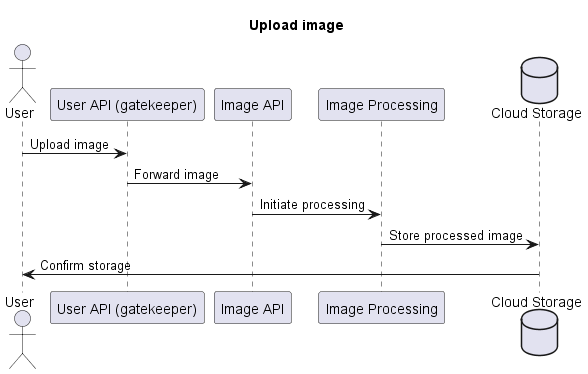 Upload image
User
User API (gatekeeper)
Image API
Image Processing
Cloud Storage
Upload image
Forward image
Initiate processing
Store processed image
Confirm storage
User
User API (gatekeeper)
Image API
Image Processing
Cloud Storage